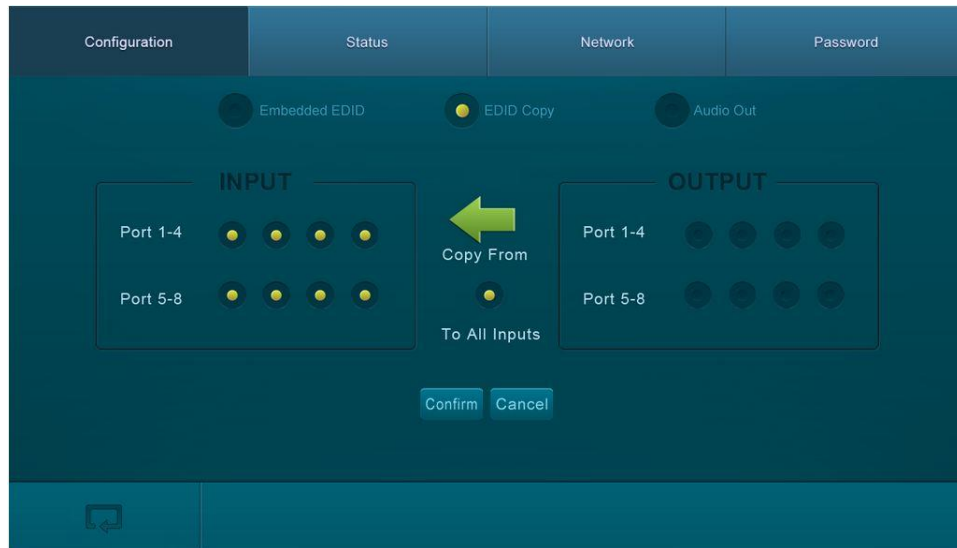 Configuration Status Network Password
Embedded EDID EDID Copy Audio Out
INPUT OUTPUT
Port 1-4 Port 1-4
Copy From
Port 5-8 Port 5-8
To All Inputs
Confirm Cancel